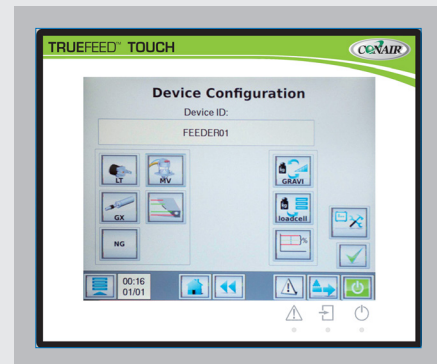 TRUEFEED™ TOUCH
CONAIR
Device Configuration
Device ID:
FEEDER01
LT
MV
GRAVI
GX
loadcell
NG
%
00:16
01/01